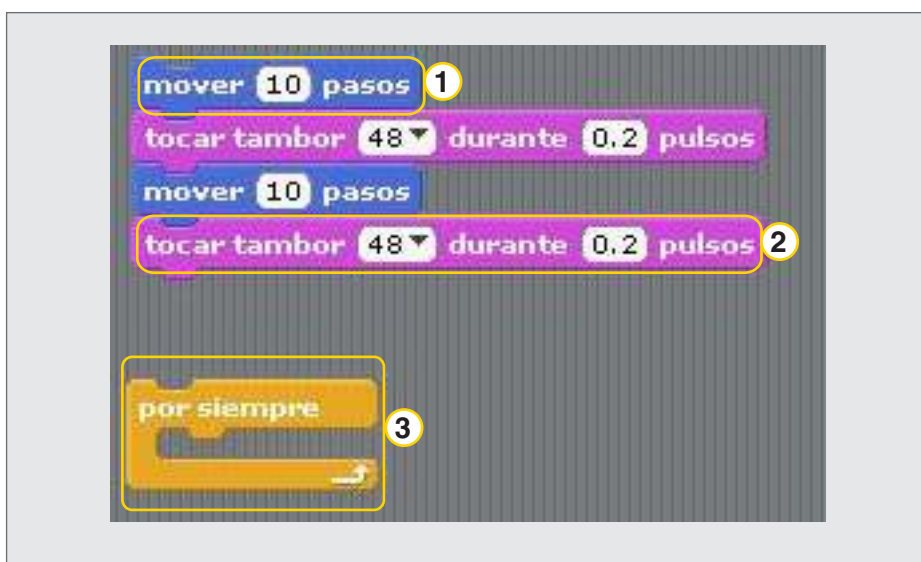 mover 10 pasos 1
tocar tambor 48 durante 0.2 pulsos
mover 10 pasos
tocar tambor 48 durante 0.2 pulsos 2
por siempre
3